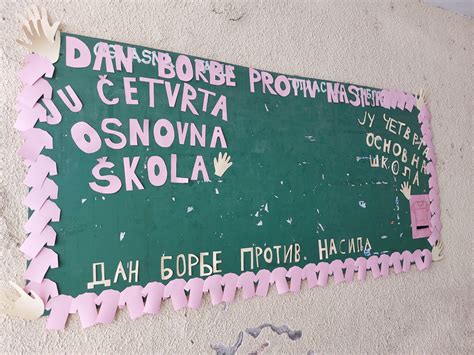 DAN BORBE PROTIV NASILJA
JU ČETVRTA
OSNOVNA
ŠKOLA
ЈУ ЧЕТВРТА
ОСНОВНА
ШКОЛА
ДАН БОРБЕ ПРОТИВ НАСИЉА